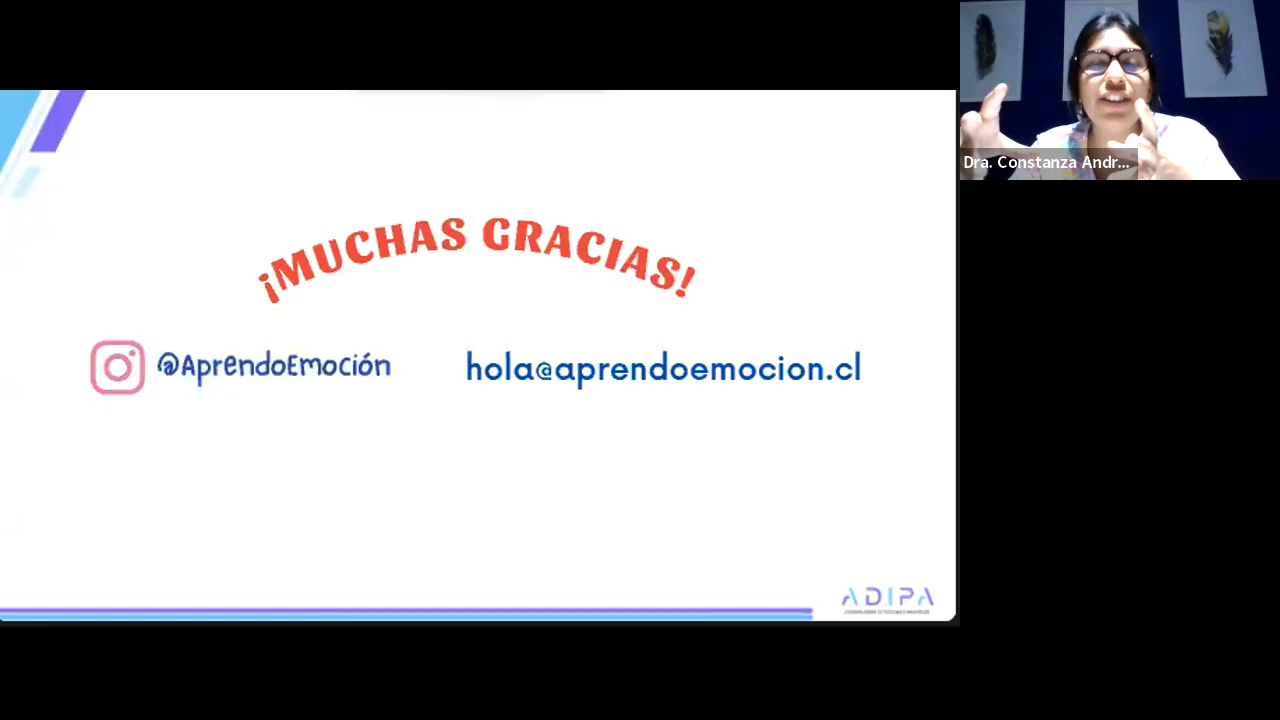 ¡MUCHAS GRACIAS!
@AprendoEmoción
hola@aprendoemocion.cl
ADIPA
Dra. Constanza Andr...